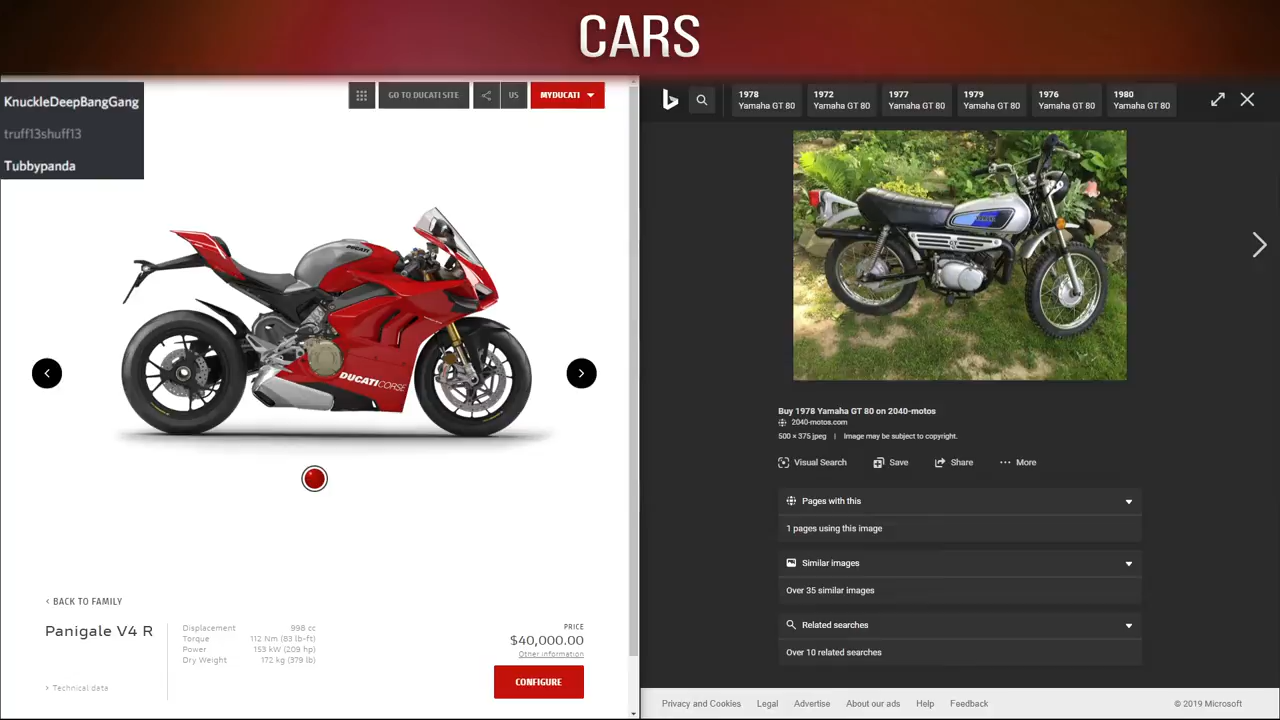 CARS
KnuckleDeepBangGang
truff13shuff13
Tubbypanda
GO TO DUCATI SITE
US
MYDUCATI
DUCATI
DUCATICORSE
BACK TO FAMILY
Panigale V4 R
Technical data
Displacement 998 cc
Torque 112 Nm (83 lb-ft)
Power 153 kW (209 hp)
Dry Weight 172 kg (379 lb)
PRICE
$40,000.00
Other information
CONFIGURE
1978 Yamaha GT 80
1972 Yamaha GT 80
1977 Yamaha GT 80
1979 Yamaha GT 80
1976 Yamaha GT 80
1980 Yamaha GT 80
YAMAHA
Buy 1978 Yamaha GT 80 on 2040-motos
2040-motos.com
500 × 375 jpeg | Image may be subject to copyright.
Visual Search
Save
Share
More
Pages with this
1 pages using this image
Similar images
Over 35 similar images
Related searches
Over 10 related searches
Privacy and Cookies
Legal
Advertise
About our ads
Help
Feedback
© 2019 Microsoft